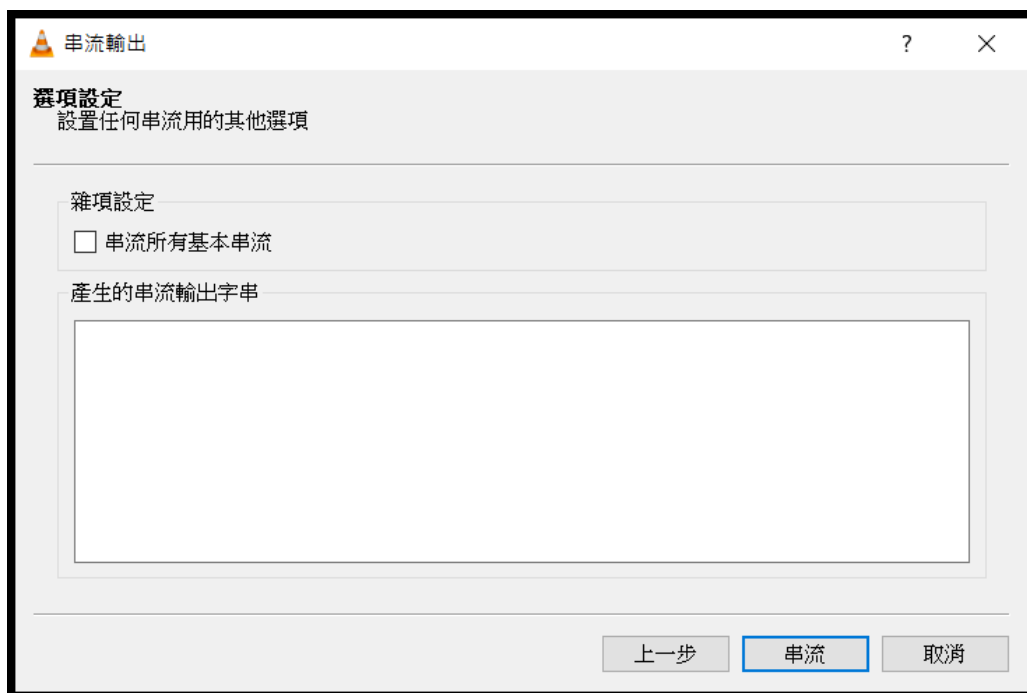 串流輸出
選項設定
設置任何串流用的其他選項
雜項設定
串流所有基本串流
產生的串流輸出字串
上一步 串流 取消